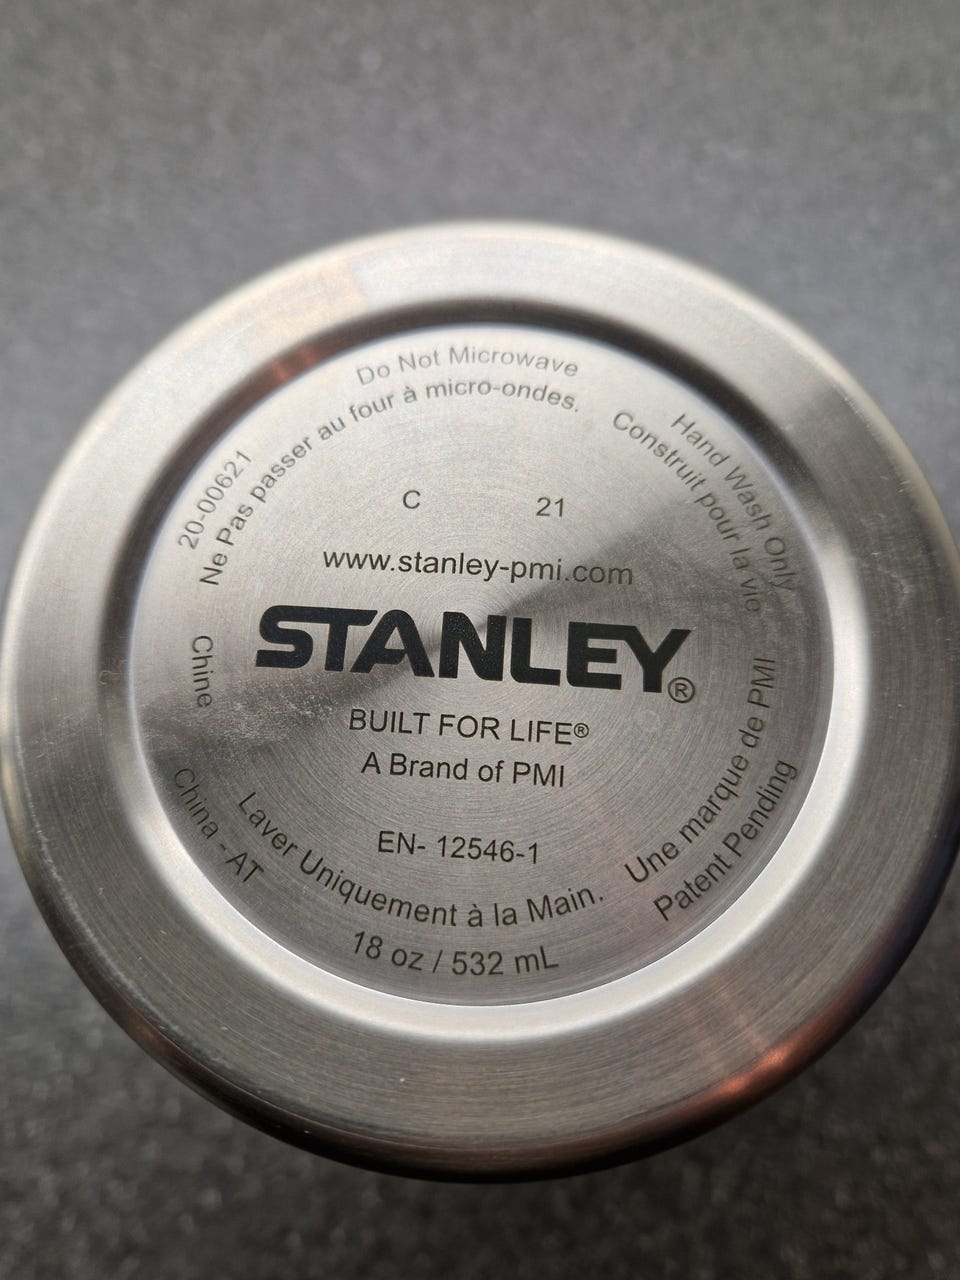 Do Not Microwave
Ne Pas passer au four à micro-ondes.
20-00621
Hand Wash Only
Construit pour la vie
C 21
www.stanley-pmi.com
STANLEY®
BUILT FOR LIFE®
A Brand of PMI
EN- 12546-1
Chine
China - AT
Laver Uniquement à la Main.
18 oz / 532 mL
Une marque de PMI
Patent Pending